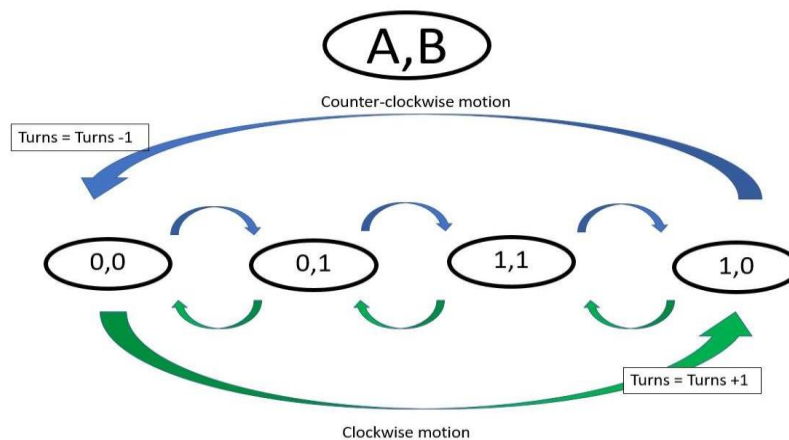 A,B
Counter-clockwise motion
Turns = Turns -1
0,0
0,1
1,1
1,0
Turns = Turns +1
Clockwise motion